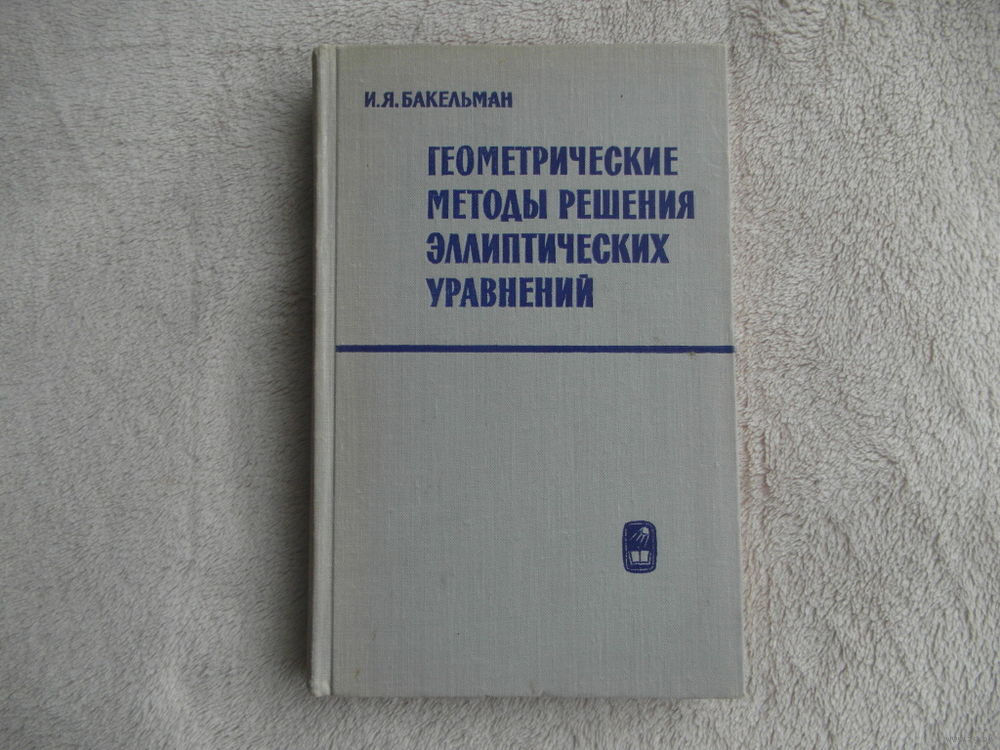 И.Я.БАКЕЛЬМАН
ГЕОМЕТРИЧЕСКИЕ
МЕТОДЫ РЕШЕНИЯ
ЭЛЛИПТИЧЕСКИХ
УРАВНЕНИЙ